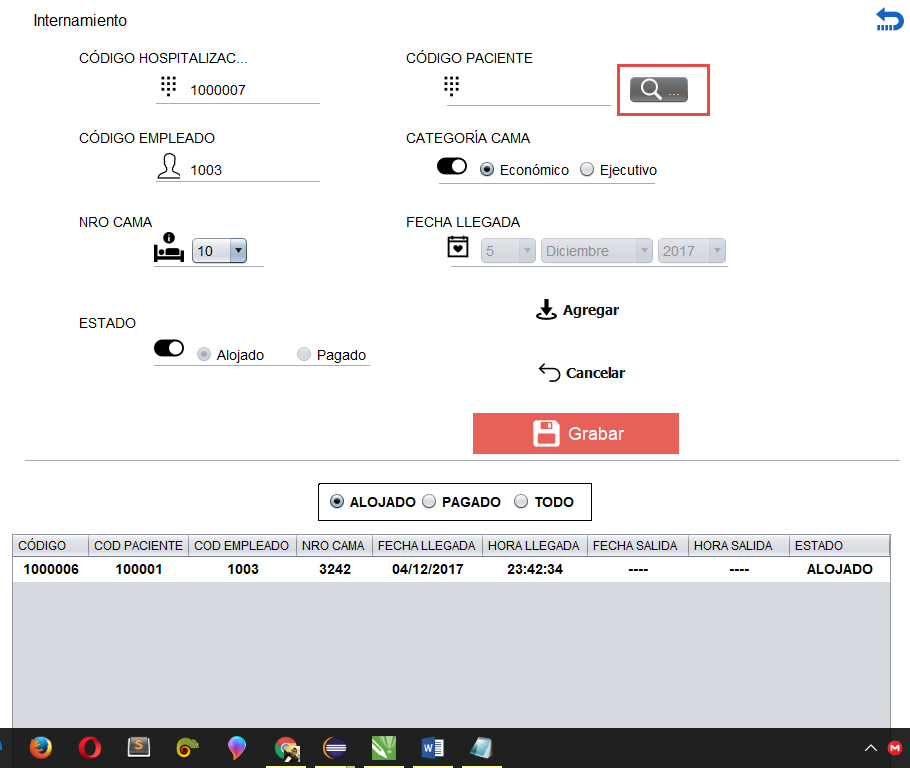 Internamiento
CÓDIGO HOSPITALIZAC...
CÓDIGO PACIENTE
1000007
...
CÓDIGO EMPLEADO
CATEGORÍA CAMA
1003
Económico Ejecutivo
NRO CAMA
FECHA LLEGADA
10
5 Diciembre 2017
Agregar
ESTADO
Alojado Pagado
Cancelar
Grabar
ALOJADO PAGADO TODO
CÓDIGO COD PACIENTE COD EMPLEADO NRO CAMA FECHA LLEGADA HORA LLEGADA FECHA SALIDA HORA SALIDA ESTADO
1000006 100001 1003 3242 04/12/2017 23:42:34 ---- ---- ALOJADO